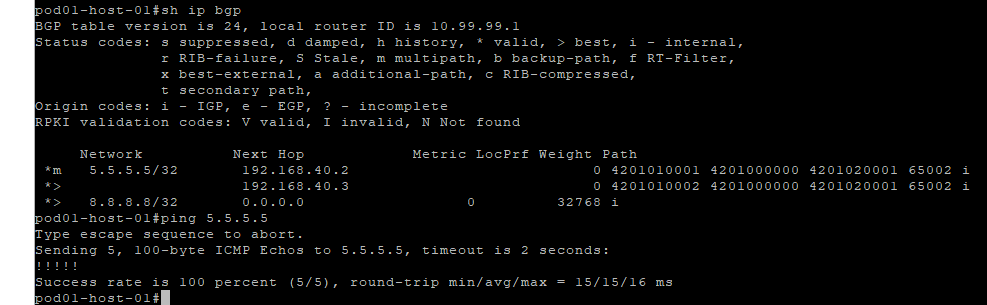 pod01-host-01#sh ip bgp
BGP table version is 24, local router ID is 10.99.99.1
Status codes: s suppressed, d damped, h history, * valid, > best, i - internal,
              r RIB-failure, S Stale, m multipath, b backup-path, f RT-Filter,
              x best-external, a additional-path, c RIB-compressed,
              t secondary path,
Origin codes: i - IGP, e - EGP, ? - incomplete
RPKI validation codes: V valid, I invalid, N Not found

     Network          Next Hop            Metric LocPrf Weight Path
 *m   5.5.5.5/32       192.168.40.2                           0 4201010001 4201000000 4201020001 65002 i
 *>                    192.168.40.3                           0 4201010002 4201000000 4201020001 65002 i
 *>   8.8.8.8/32       0.0.0.0                  0         32768 i
pod01-host-01#ping 5.5.5.5
Type escape sequence to abort.
Sending 5, 100-byte ICMP Echos to 5.5.5.5, timeout is 2 seconds:
!!!!!
Success rate is 100 percent (5/5), round-trip min/avg/max = 15/15/16 ms
pod01-host-01#